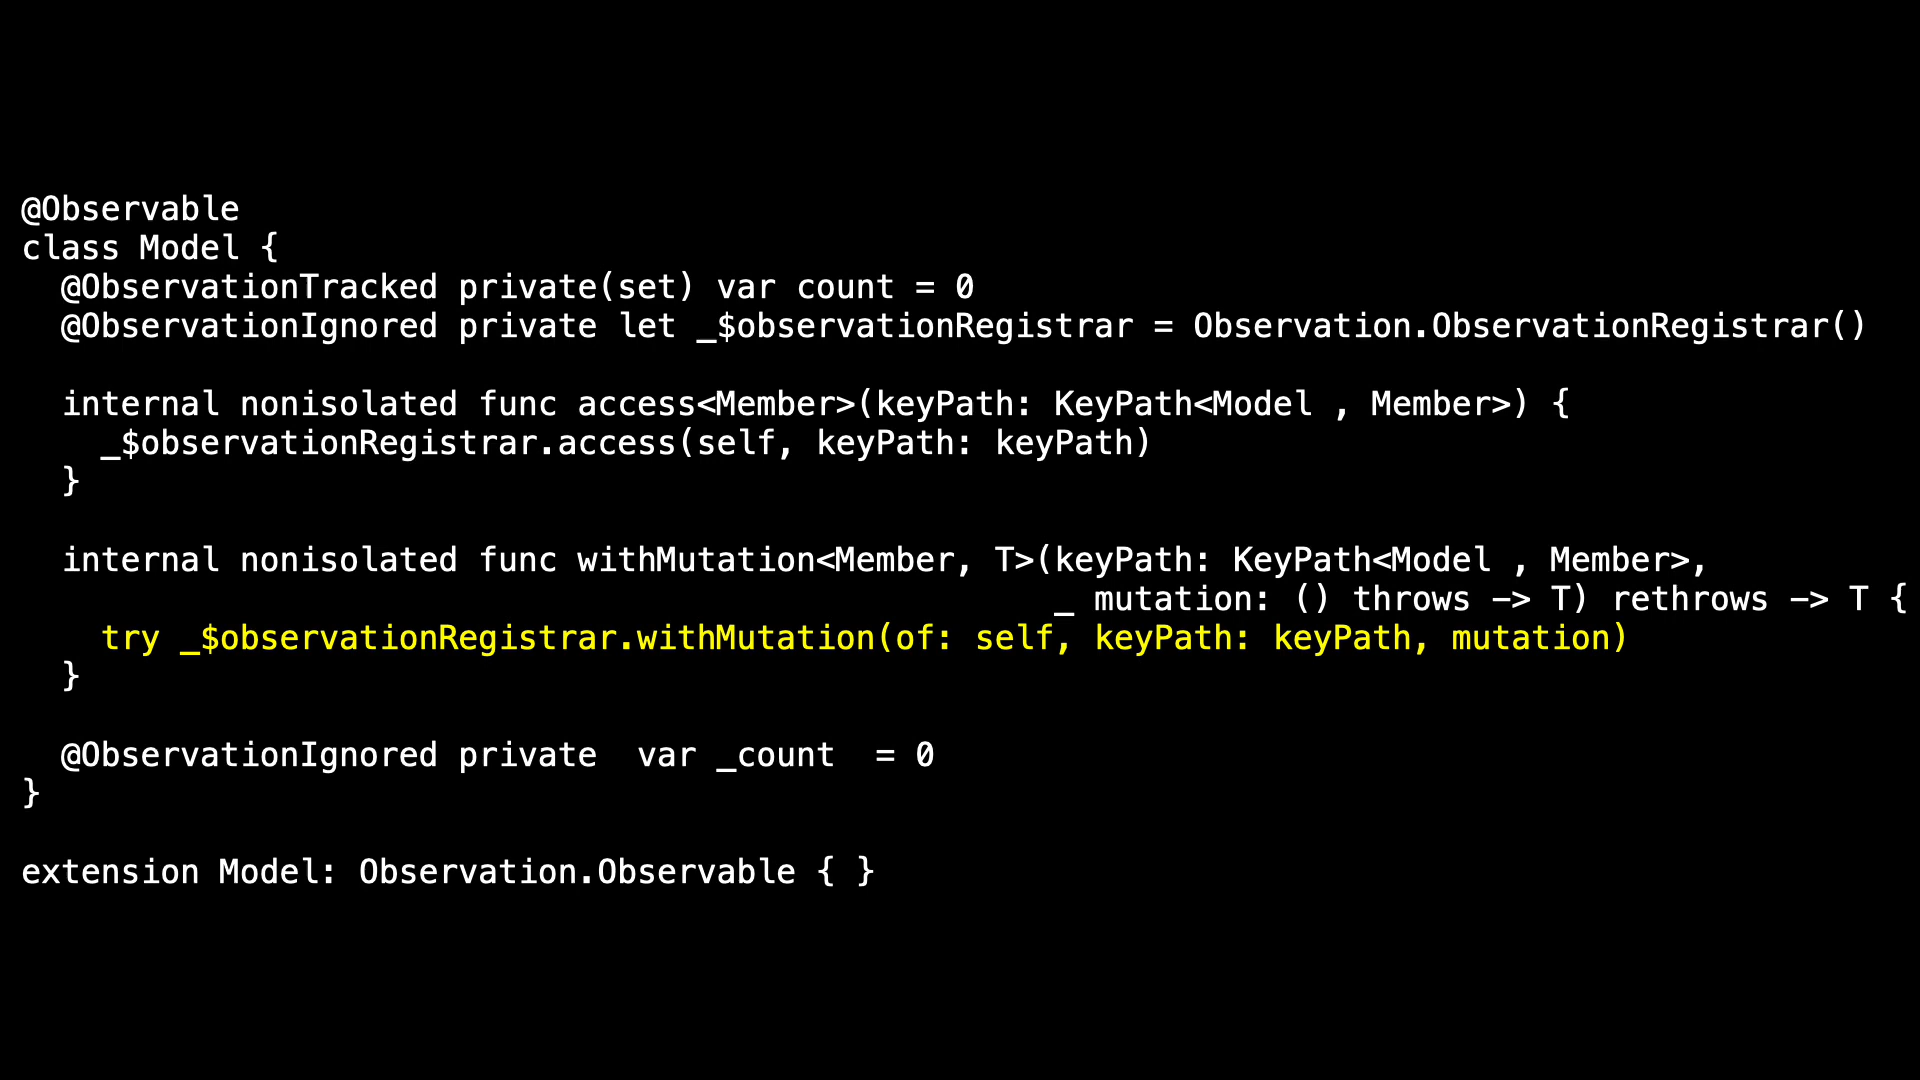 @Observable
class Model {
  @ObservationTracked private(set) var count = 0
  @ObservationIgnored private let _$observationRegistrar = Observation.ObservationRegistrar()
  internal nonisolated func access<Member>(keyPath: KeyPath<Model , Member>) {
    _$observationRegistrar.access(self, keyPath: keyPath)
  }
  internal nonisolated func withMutation<Member, T>(keyPath: KeyPath<Model , Member>,
                                                    _ mutation: () throws -> T) rethrows -> T {
    try _$observationRegistrar.withMutation(of: self, keyPath: keyPath, mutation)
  }
  @ObservationIgnored private  var _count  = 0
}
extension Model: Observation.Observable { }